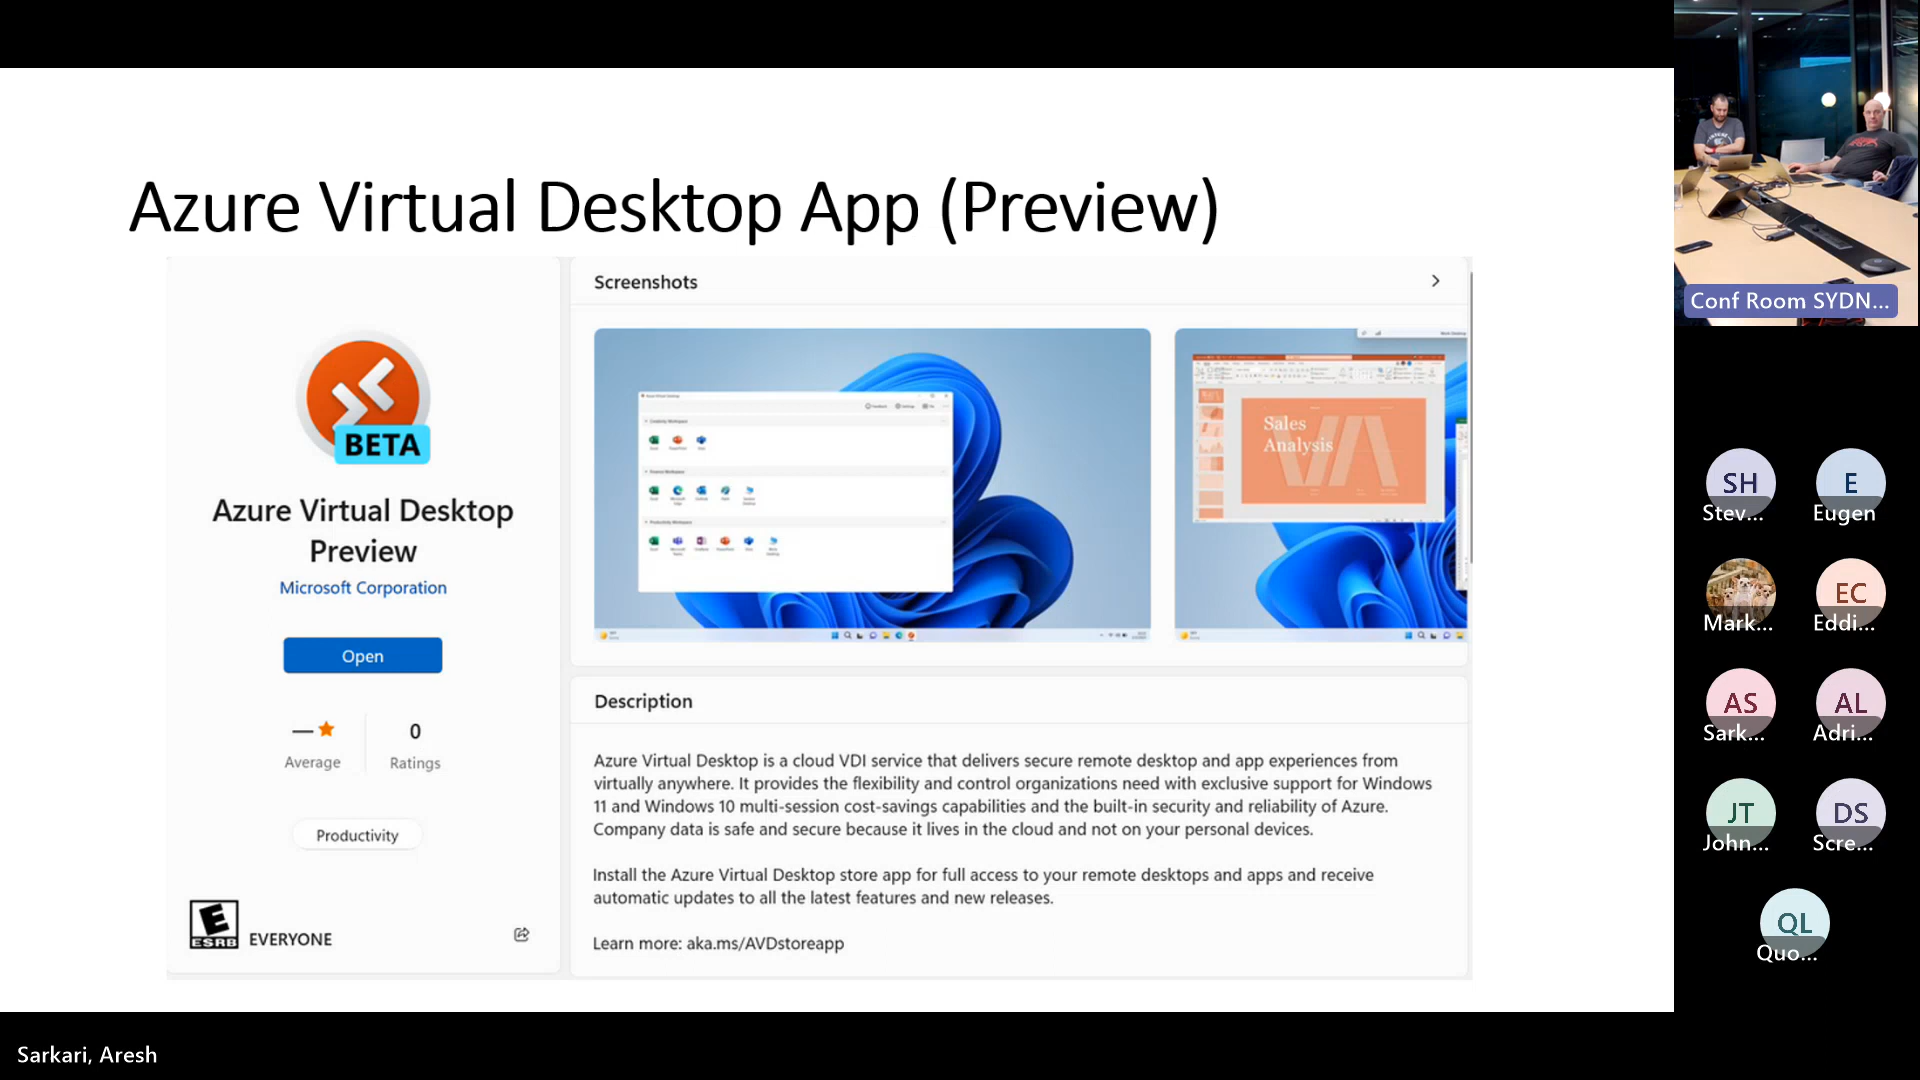 Azure Virtual Desktop App (Preview)
BETA
Azure Virtual Desktop
Preview
Microsoft Corporation
Open
—
Average
0
Ratings
Productivity
E
ESRB
EVERYONE
Screenshots
Sales
Analysis
Description
Azure Virtual Desktop is a cloud VDI service that delivers secure remote desktop and app experiences from
virtually anywhere. It provides the flexibility and control organizations need with exclusive support for Windows
11 and Windows 10 multi-session cost-savings capabilities and the built-in security and reliability of Azure.
Company data is safe and secure because it lives in the cloud and not on your personal devices.
Install the Azure Virtual Desktop store app for full access to your remote desktops and apps and receive
automatic updates to all the latest features and new releases.
Learn more: aka.ms/AVDstoreapp
Conf Room SYDN...
SH
Stev...
E
Eugen
Mark...
EC
Eddi...
AS
Sark...
AL
Adri...
JT
John...
DS
Scre...
QL
Quo...
Sarkari, Aresh